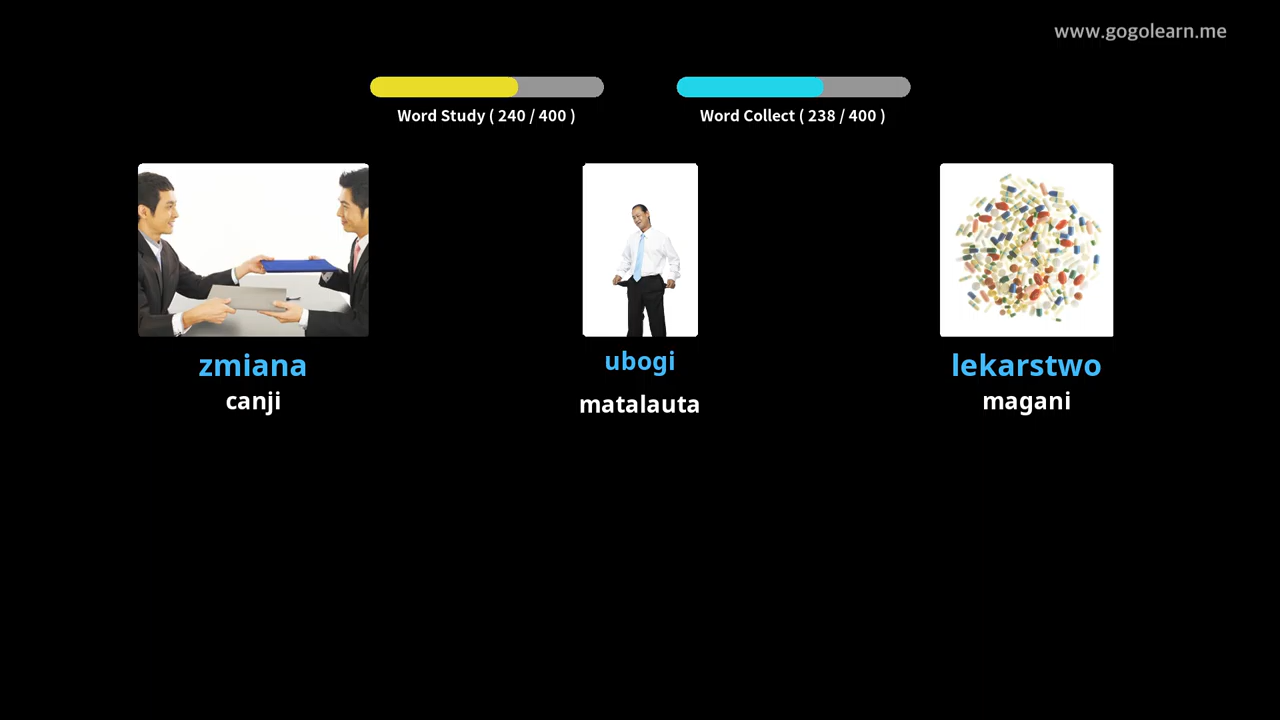 www.gogolearn.me
Word Study ( 240 / 400 )
Word Collect ( 238 / 400 )
zmiana
canji
ubogi
matalauta
lekarstwo
magani